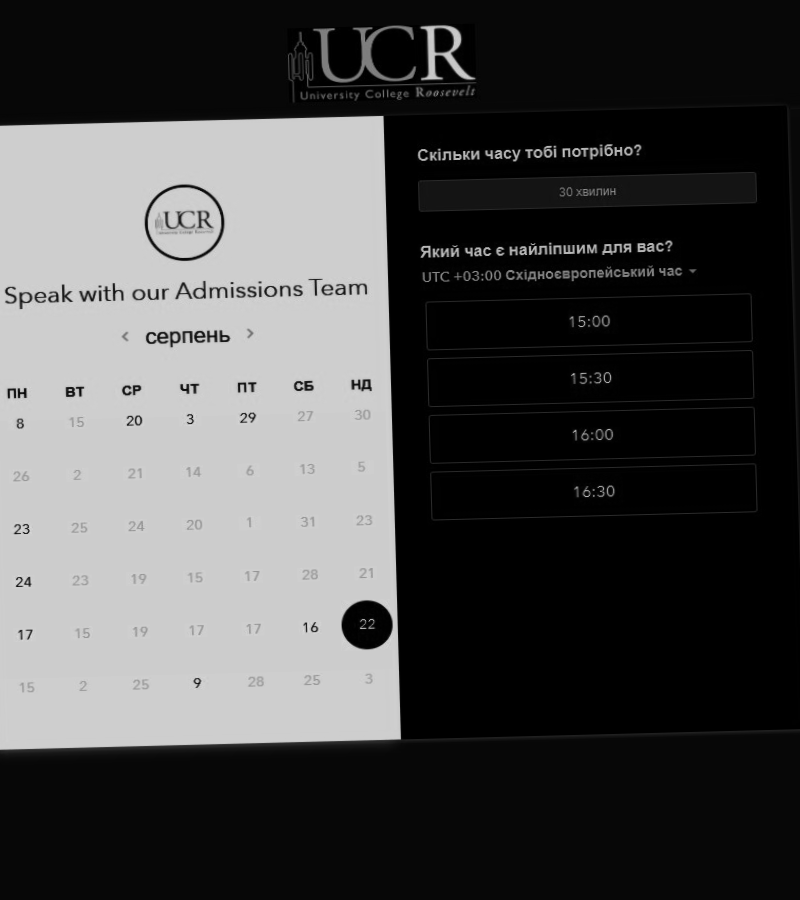 UCR
University College Roosevelt
UCR
University College Roosevelt
Speak with our Admissions Team
серпень
ПН ВТ СР ЧТ ПТ СБ НД
8 15 20 3 29 27 30
26 2 21 14 6 13 5
23 25 24 20 1 31 23
24 23 19 15 17 28 21
17 15 19 17 17 16 22
15 2 25 9 28 25 3
Скільки часу тобі потрібно?
30 хвилин
Який час є найліпшим для вас?
UTC +03:00 Східноєвропейський час
15:00
15:30
16:00
16:30